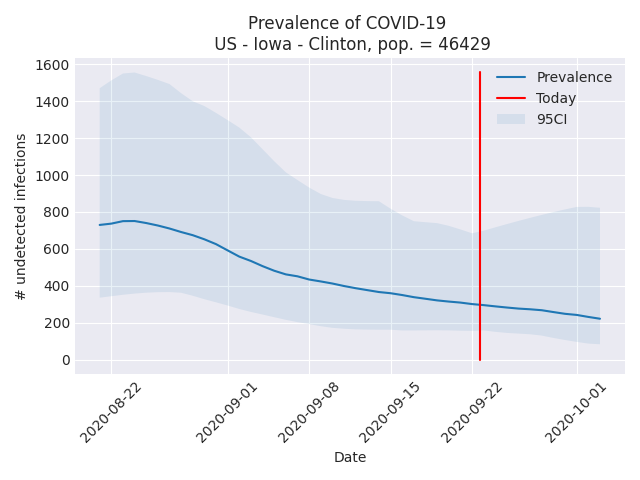 Prevalence of COVID-19
US - Iowa - Clinton, pop. = 46429
Prevalence
Today
95CI
# undetected infections
1600
1400
1200
1000
800
600
400
200
0
2020-08-22
2020-09-01
2020-09-08
2020-09-15
2020-09-22
2020-10-01
Date